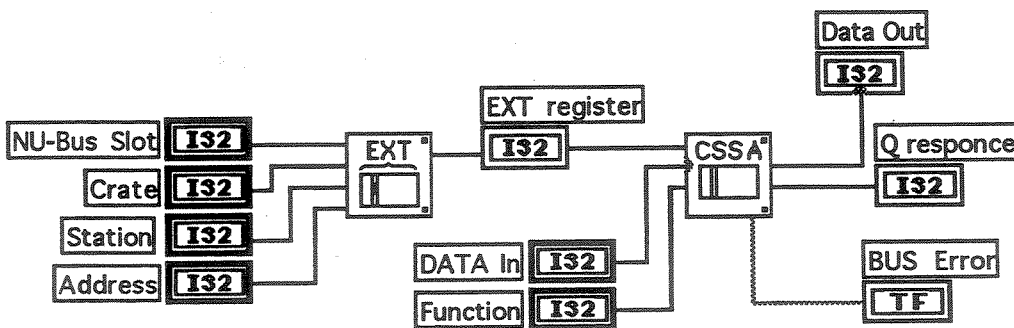 Data Out
I32
EXT register
I32
NU-Bus Slot I32
EXT
CSSA
Q responce
I32
Crate I32
Station I32
Address I32
DATA In I32
Function I32
BUS Error
TF